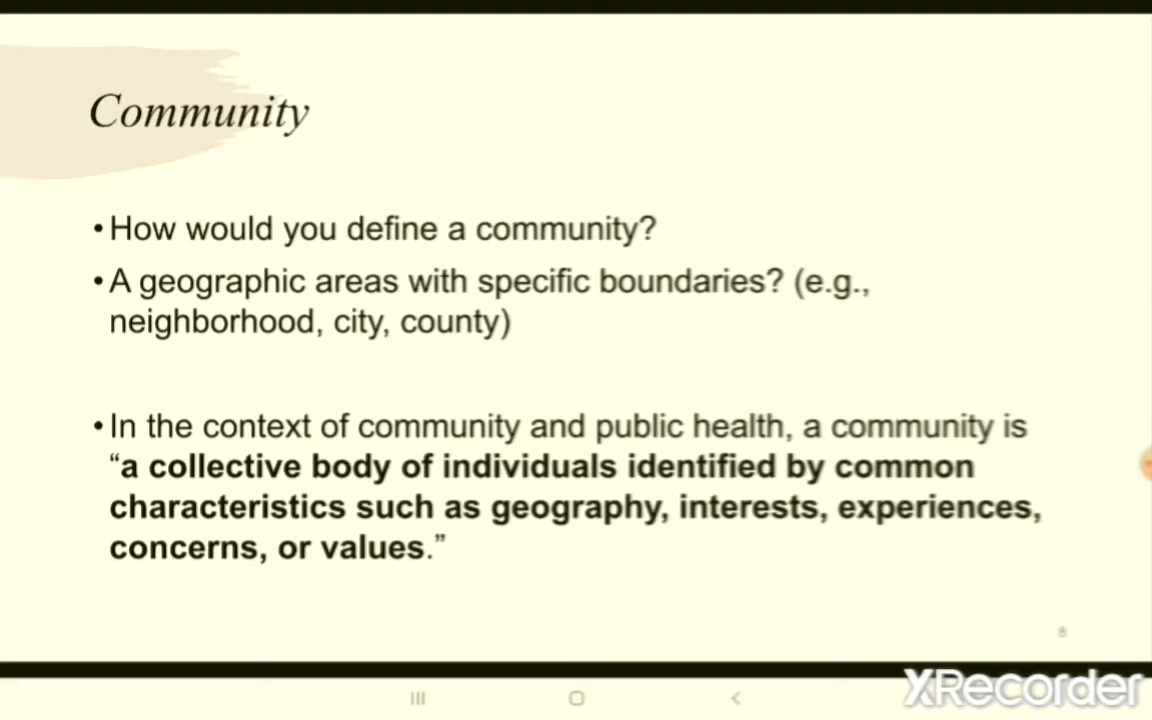 Community
• How would you define a community?
• A geographic areas with specific boundaries? (e.g.,
neighborhood, city, county)
• In the context of community and public health, a community is
“a collective body of individuals identified by common
characteristics such as geography, interests, experiences,
concerns, or values.”
8
XRecorder